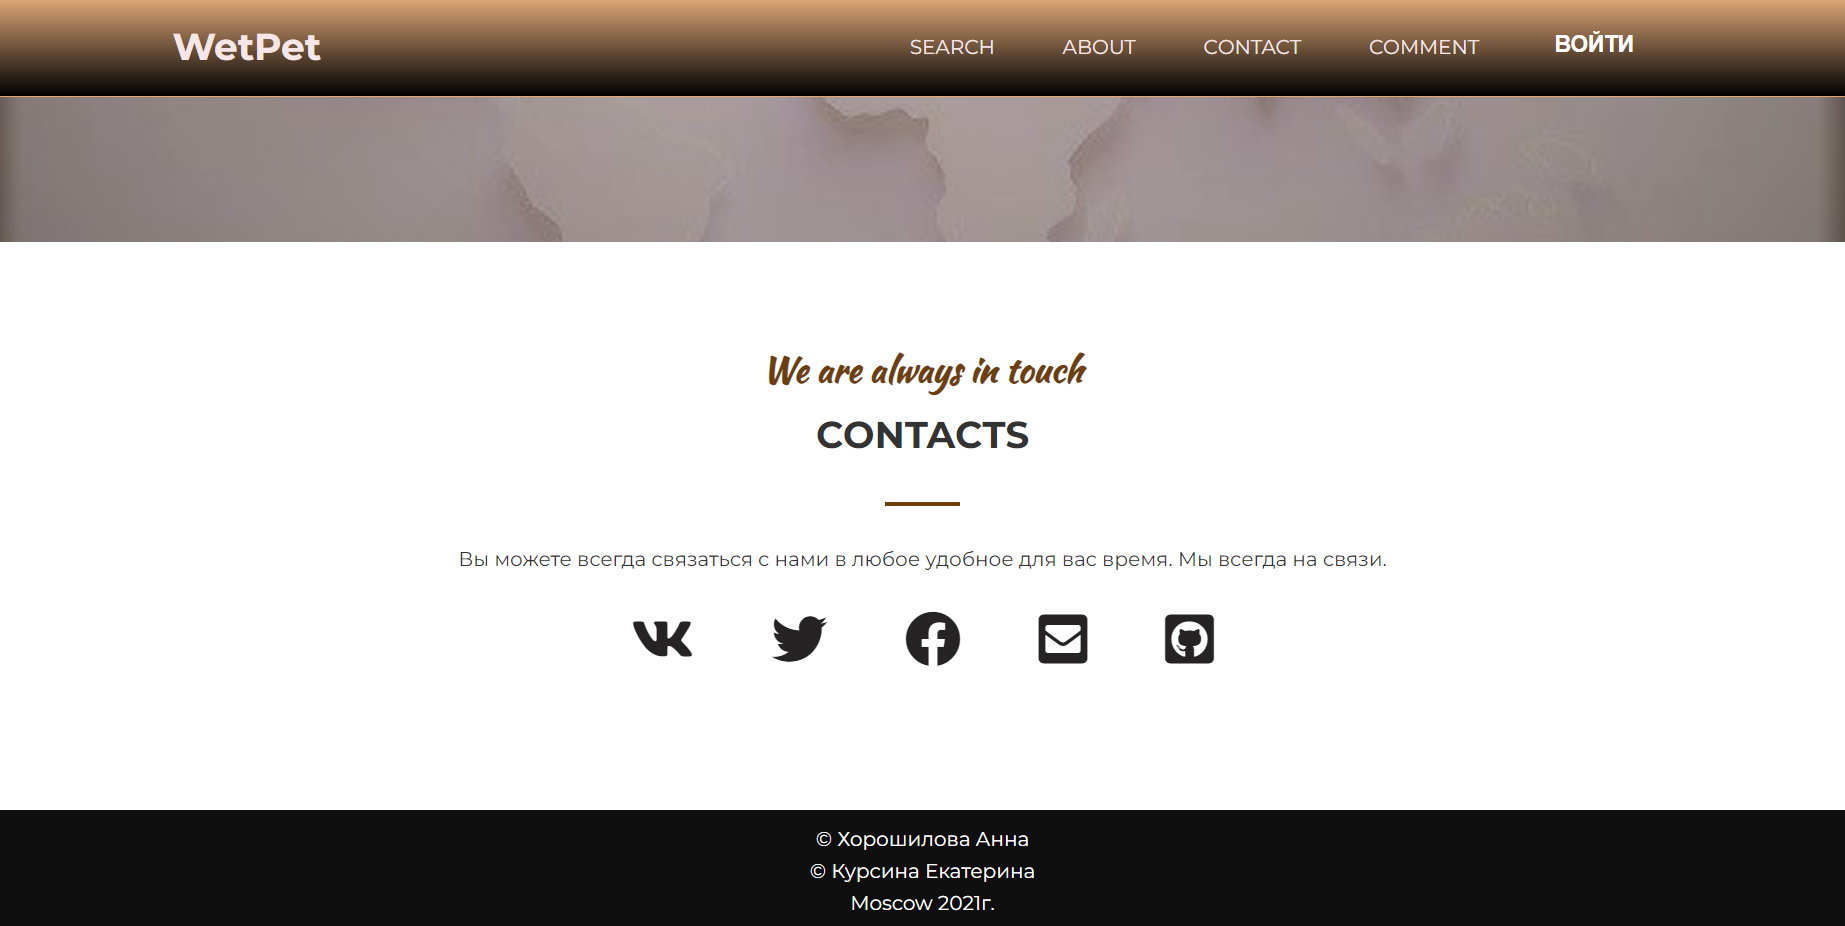 WetPet
SEARCH ABOUT CONTACT COMMENT ВОЙТИ
We are always in touch
CONTACTS
Вы можете всегда связаться с нами в любое удобное для вас время. Мы всегда на связи.
© Хорошилова Анна
© Курсина Екатерина
Moscow 2021г.